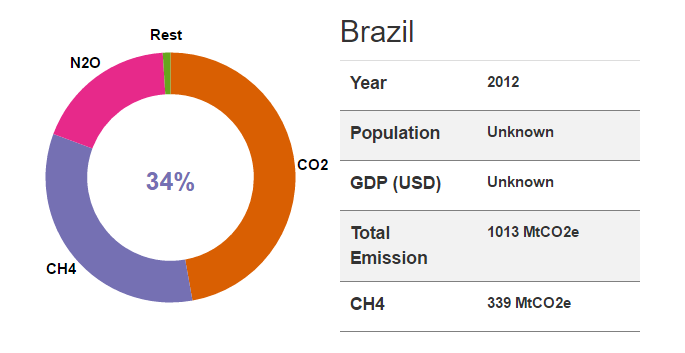 Rest
N2O
CO2
34%
CH4
Brazil
Year 2012
Population Unknown
GDP (USD) Unknown
Total 1013 MtCO2e
Emission
CH4 339 MtCO2e